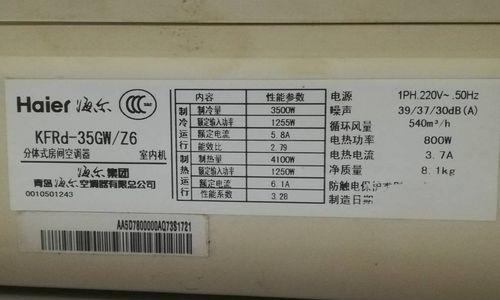 Haier 海尔
KFRd-35GW/Z6
分体式房间空调器 室内机
海尔集团
青岛海尔空调器有限总公司
0010501243
AA5D7800000AQ73S1721
内容 性能参数
制冷运行
制冷量 3500W
额定输入功率 1255W
额定电流 5.8A
能效比 2.79
制热运行
制热量 4100W
额定输入功率 1250W
额定电流 6.1A
性能系数 3.28
电源 1PH.220V~.50Hz
噪声 39/37/30dB(A)
循环风量 540m³/h
电热功率 800W
电热电流 3.7A
净质量 8.1kg
防触电保护
制造日期